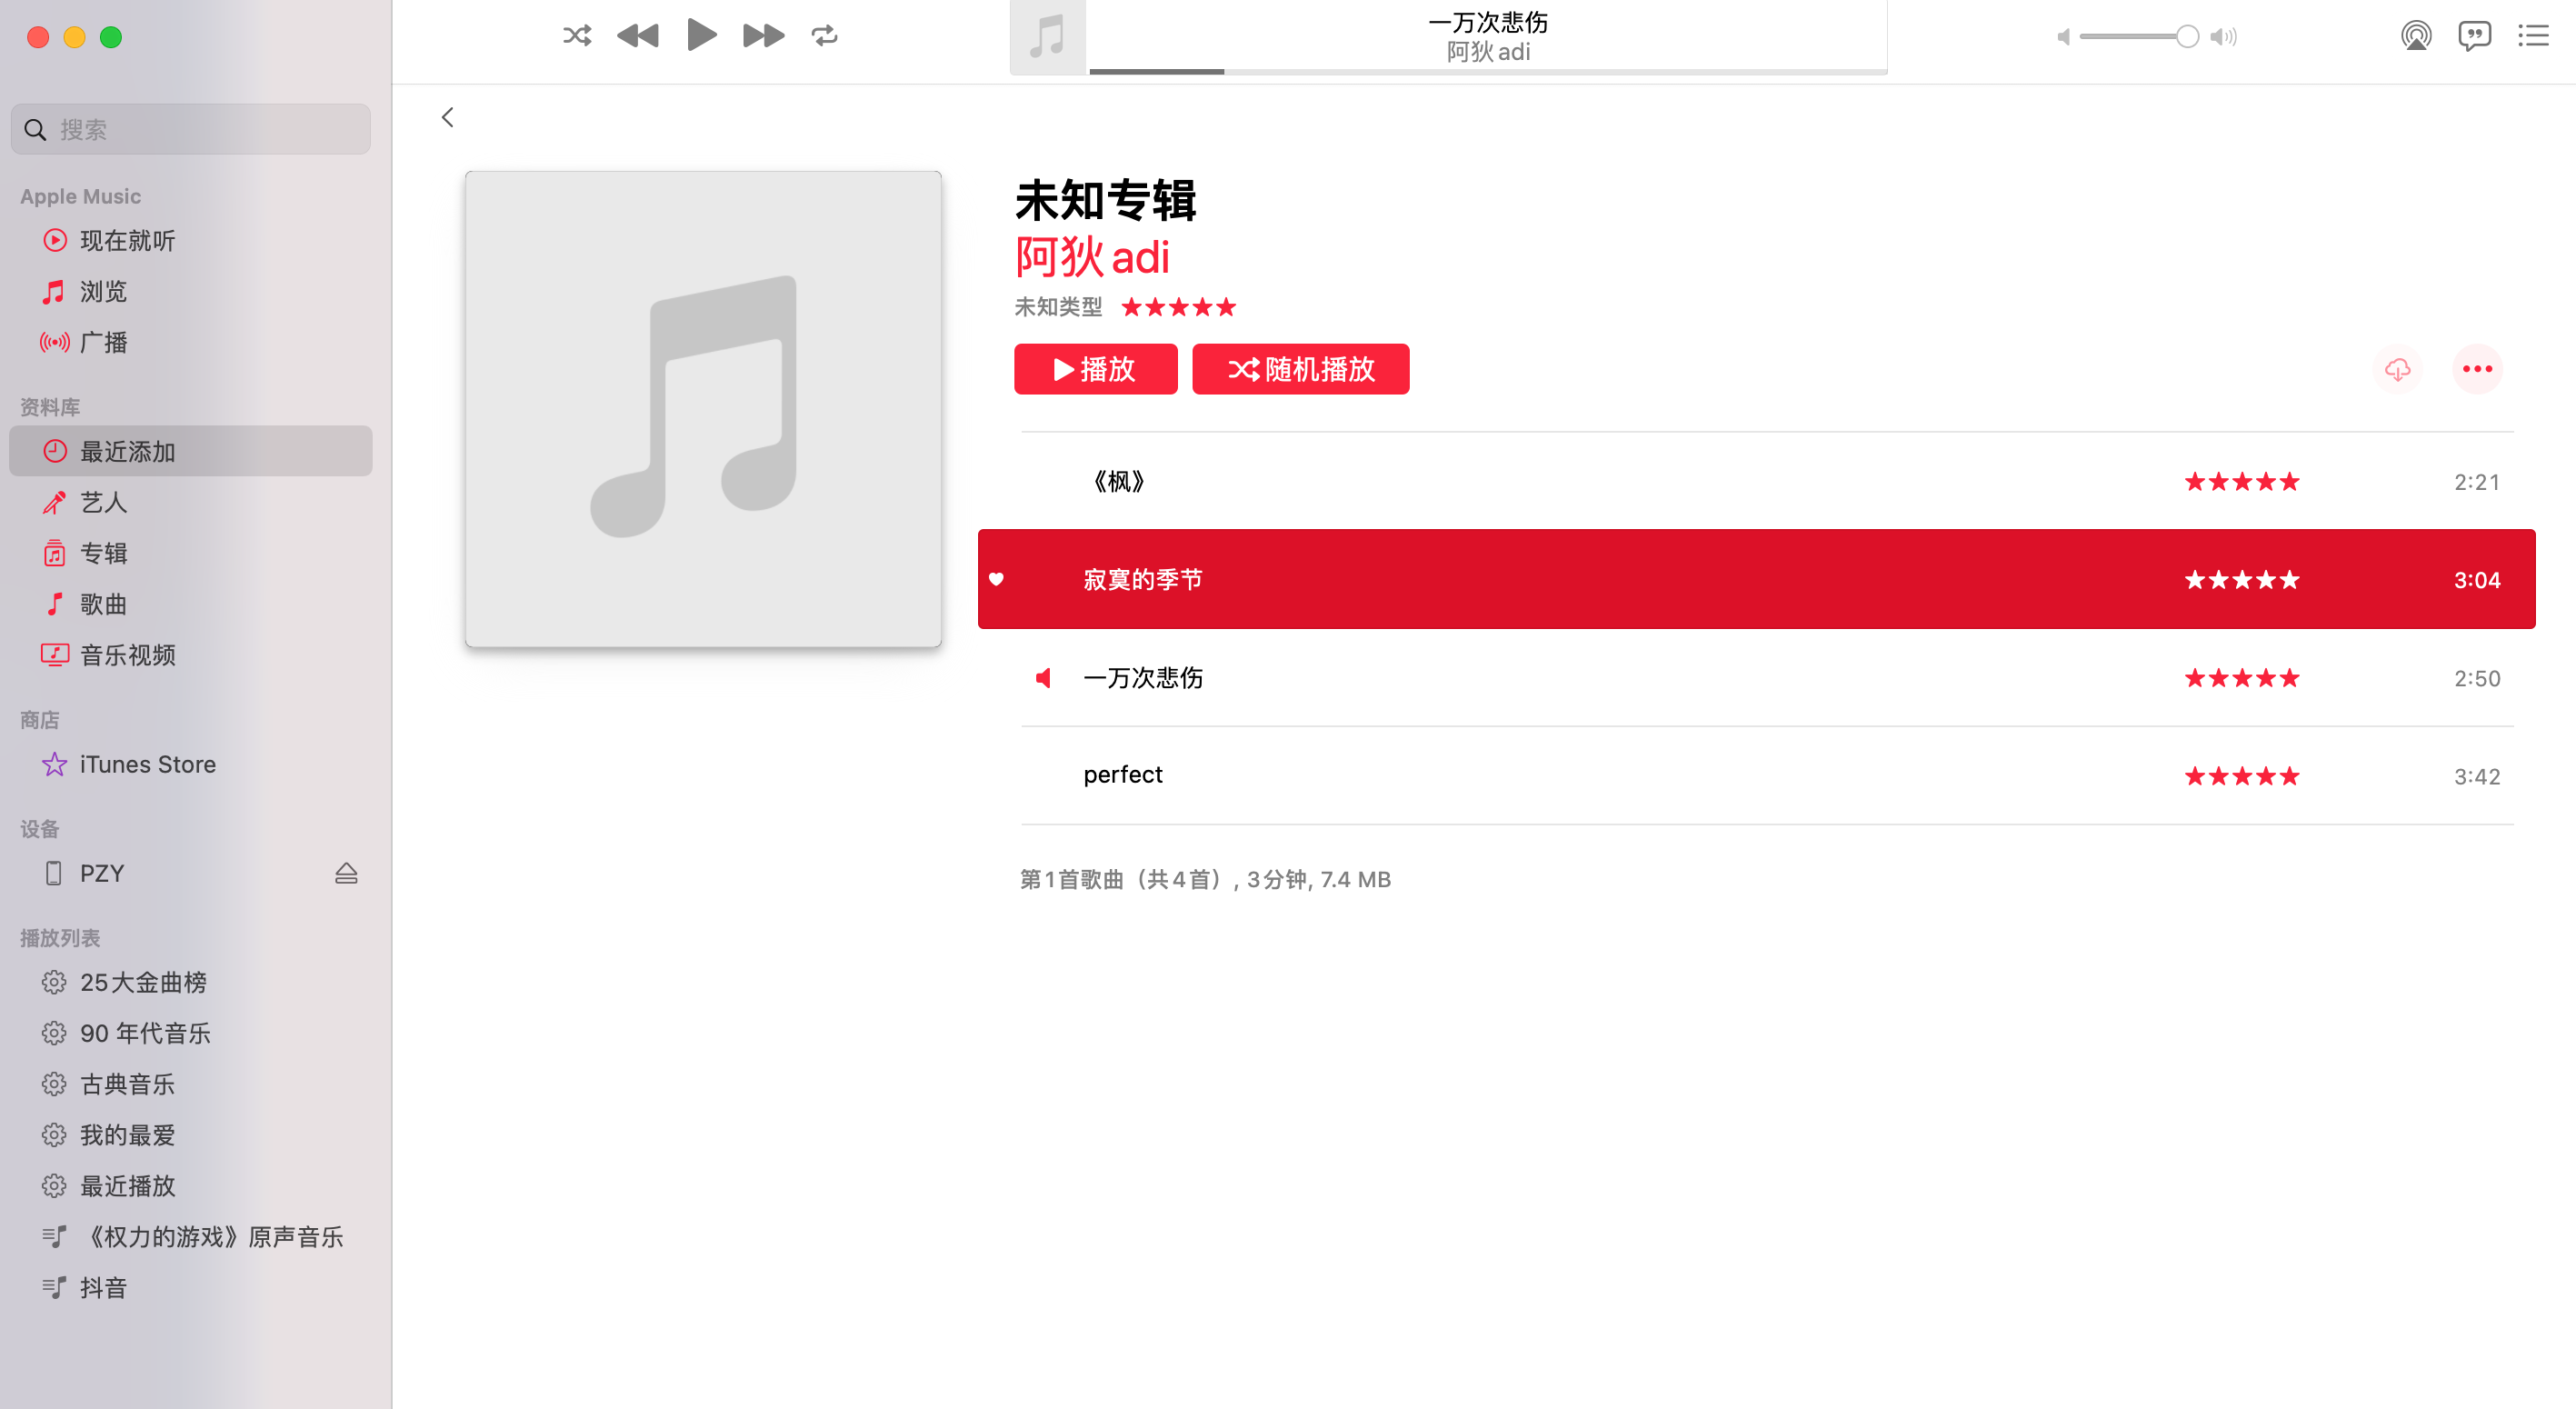 一万次悲伤
阿狄adi
搜索
Apple Music
现在就听
浏览
广播
资料库
最近添加
艺人
专辑
歌曲
音乐视频
商店
iTunes Store
设备
PZY
播放列表
25大金曲榜
90 年代音乐
古典音乐
我的最爱
最近播放
《权力的游戏》原声音乐
抖音
未知专辑
阿狄adi
未知类型 ★★★★★
播放 随机播放
《枫》 ★★★★★ 2:21
寂寞的季节 ★★★★★ 3:04
一万次悲伤 ★★★★★ 2:50
perfect ★★★★★ 3:42
第1首歌曲（共4首）, 3分钟, 7.4 MB